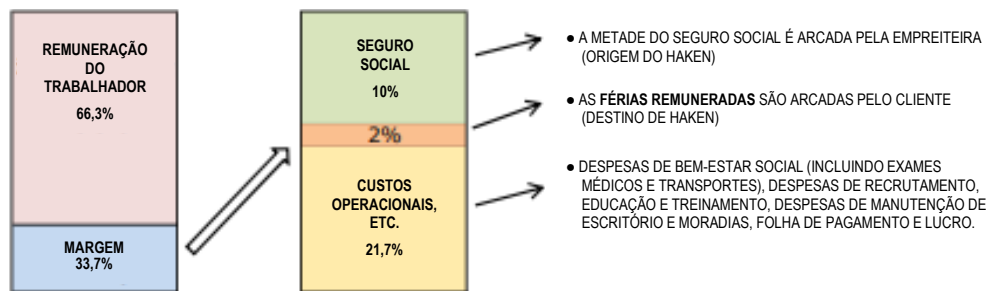 REMUNERAÇÃO
DO
TRABALHADOR
66,3%
MARGEM
33,7%
SEGURO
SOCIAL
10%
2%
CUSTOS
OPERACIONAIS,
ETC.
21,7%
● A METADE DO SEGURO SOCIAL É ARCADA PELA EMPREITEIRA
(ORIGEM DO HAKEN)
● AS FÉRIAS REMUNERADAS SÃO ARCADAS PELO CLIENTE
(DESTINO DE HAKEN)
● DESPESAS DE BEM-ESTAR SOCIAL (INCLUINDO EXAMES
MÉDICOS E TRANSPORTES), DESPESAS DE RECRUTAMENTO,
EDUCAÇÃO E TREINAMENTO, DESPESAS DE MANUTENÇÃO DE
ESCRITÓRIO E MORADIAS, FOLHA DE PAGAMENTO E LUCRO.